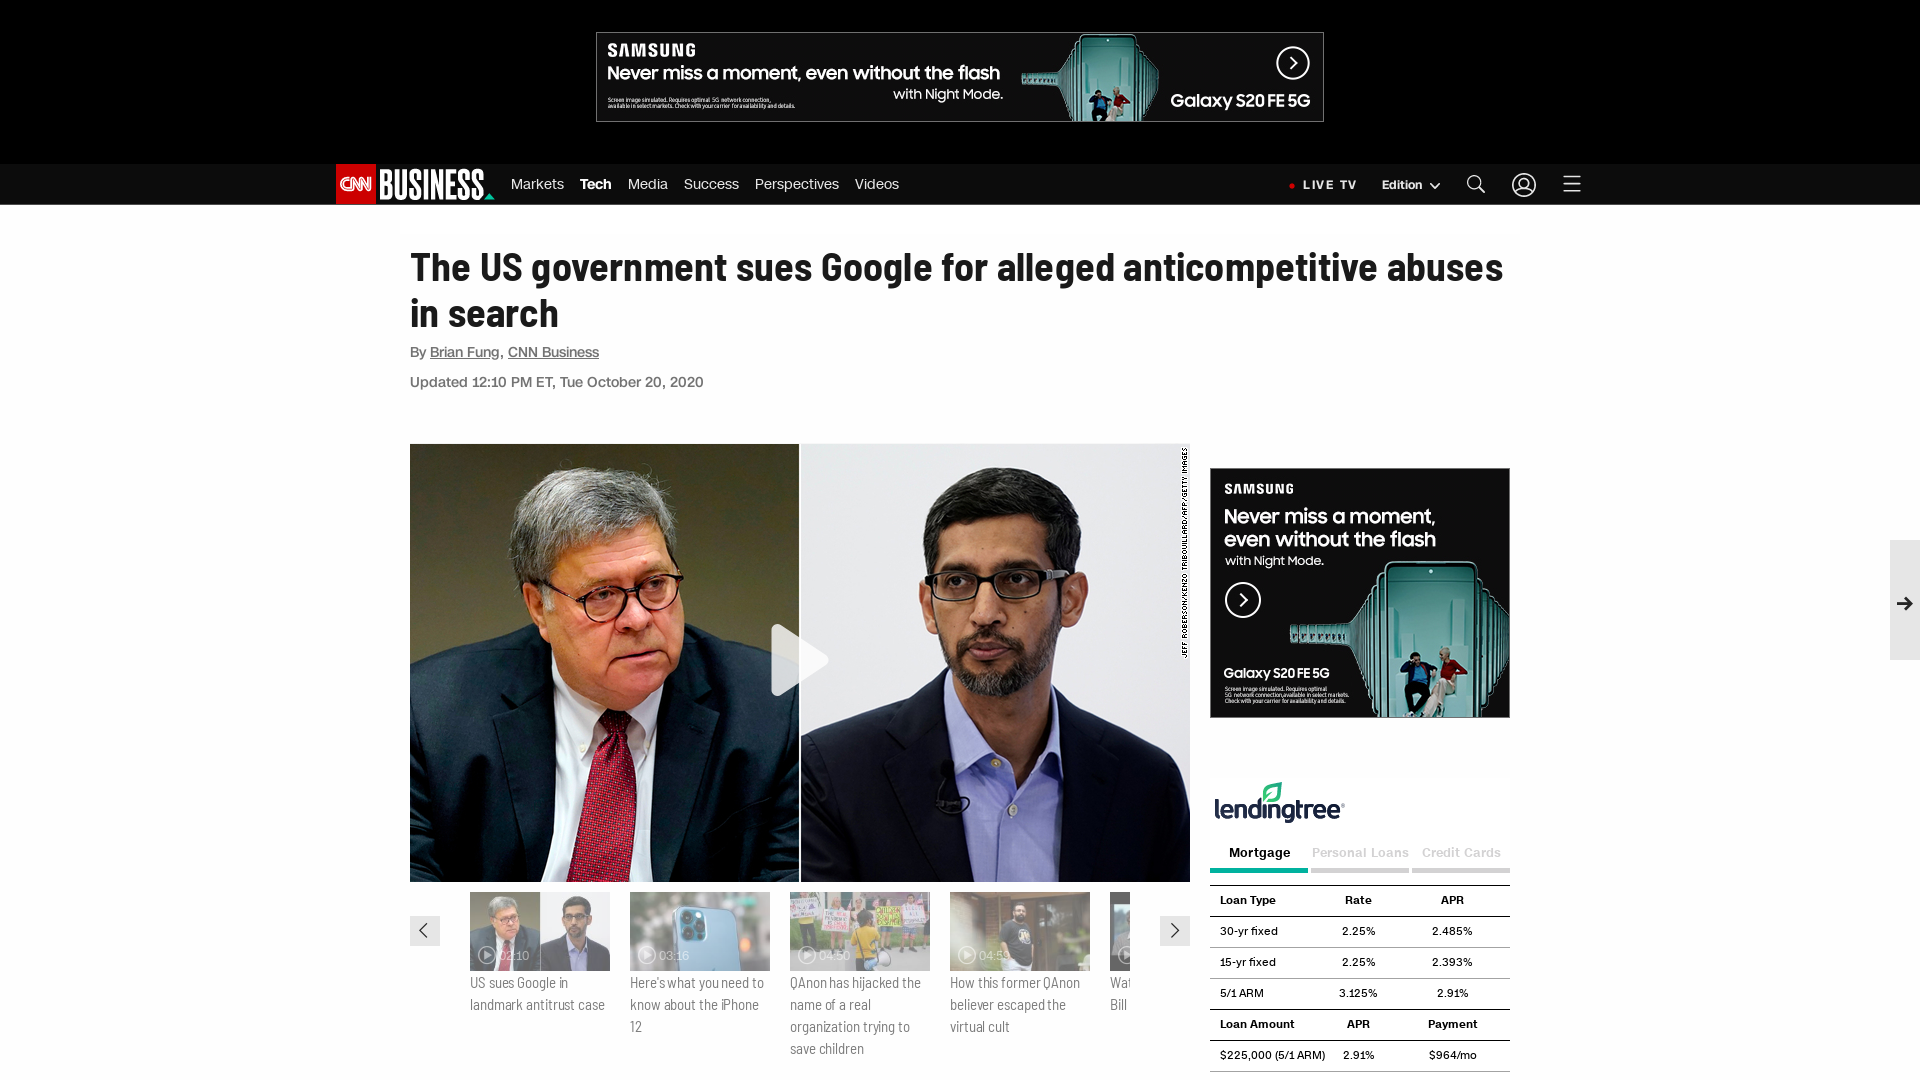 SAMSUNG
Never miss a moment, even without the flash
with Night Mode.
Screen image simulated. Requires optimal 5G network connection,
available in select markets. Check with your carrier for availability and details.
Galaxy S20 FE 5G
CNN BUSINESS
Markets Tech Media Success Perspectives Videos
LIVE TV Edition
The US government sues Google for alleged anticompetitive abuses
in search
By Brian Fung, CNN Business
Updated 12:10 PM ET, Tue October 20, 2020
JEFF ROBERSON/KENZO TRIBOUILLARD/AFP/GETTY IMAGES
02:10
US sues Google in
landmark antitrust case
03:16
Here's what you need to
know about the iPhone
12
04:50
QAnon has hijacked the
name of a real
organization trying to
save children
04:59
How this former QAnon
believer escaped the
virtual cult
Bill
SAMSUNG
Never miss a moment,
even without the flash
with Night Mode.
Galaxy S20 FE 5G
Screen image simulated. Requires optimal
5G network connection, available in select markets.
Check with your carrier for availability and details.
lendingtree
Mortgage Personal Loans Credit Cards
Loan Type Rate APR
30-yr fixed 2.25% 2.485%
15-yr fixed 2.25% 2.393%
5/1 ARM 3.125% 2.91%
Loan Amount APR Payment
$225,000 (5/1 ARM) 2.91% $964/mo